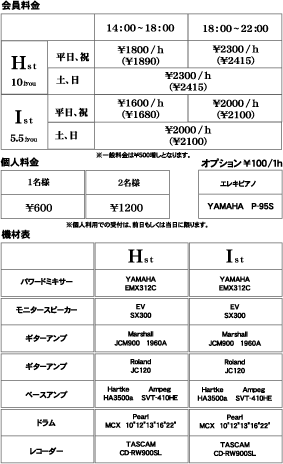 会員料金
14:00～18:00 18:00～22:00
Hst 平日、祝 ¥1800/h ¥2300/h
(¥1890) (¥2415)
10Jyou 土、日 ¥2300/h
(¥2415)
Ist 平日、祝 ¥1600/h ¥2000/h
(¥1680) (¥2100)
5.5Jyou 土、日 ¥2000/h
(¥2100)
※一般料金は¥500増しとなります。
個人料金 オプション ¥100/1h
1名様 2名様 エレキピアノ
¥600 ¥1200 YAMAHA P-95S
※個人利用での受付は、前日もしくは当日に限ります。
機材表
Hst Ist
パワードミキサー YAMAHA YAMAHA
EMX312C EMX312C
モニタースピーカー EV EV
SX300 SX300
ギターアンプ Marshall Marshall
JCM900 1960A JCM900 1960A
ギターアンプ Roland Roland
JC120 JC120
ベースアンプ Hartke Ampeg Hartke Ampeg
HA3500a SVT-410HE HA3500a SVT-410HE
ドラム Pearl Pearl
MCX 10"12"13"16"22" MCX 10"12"13"16"22"
レコーダー TASCAM TASCAM
CD-RW900SL CD-RW900SL